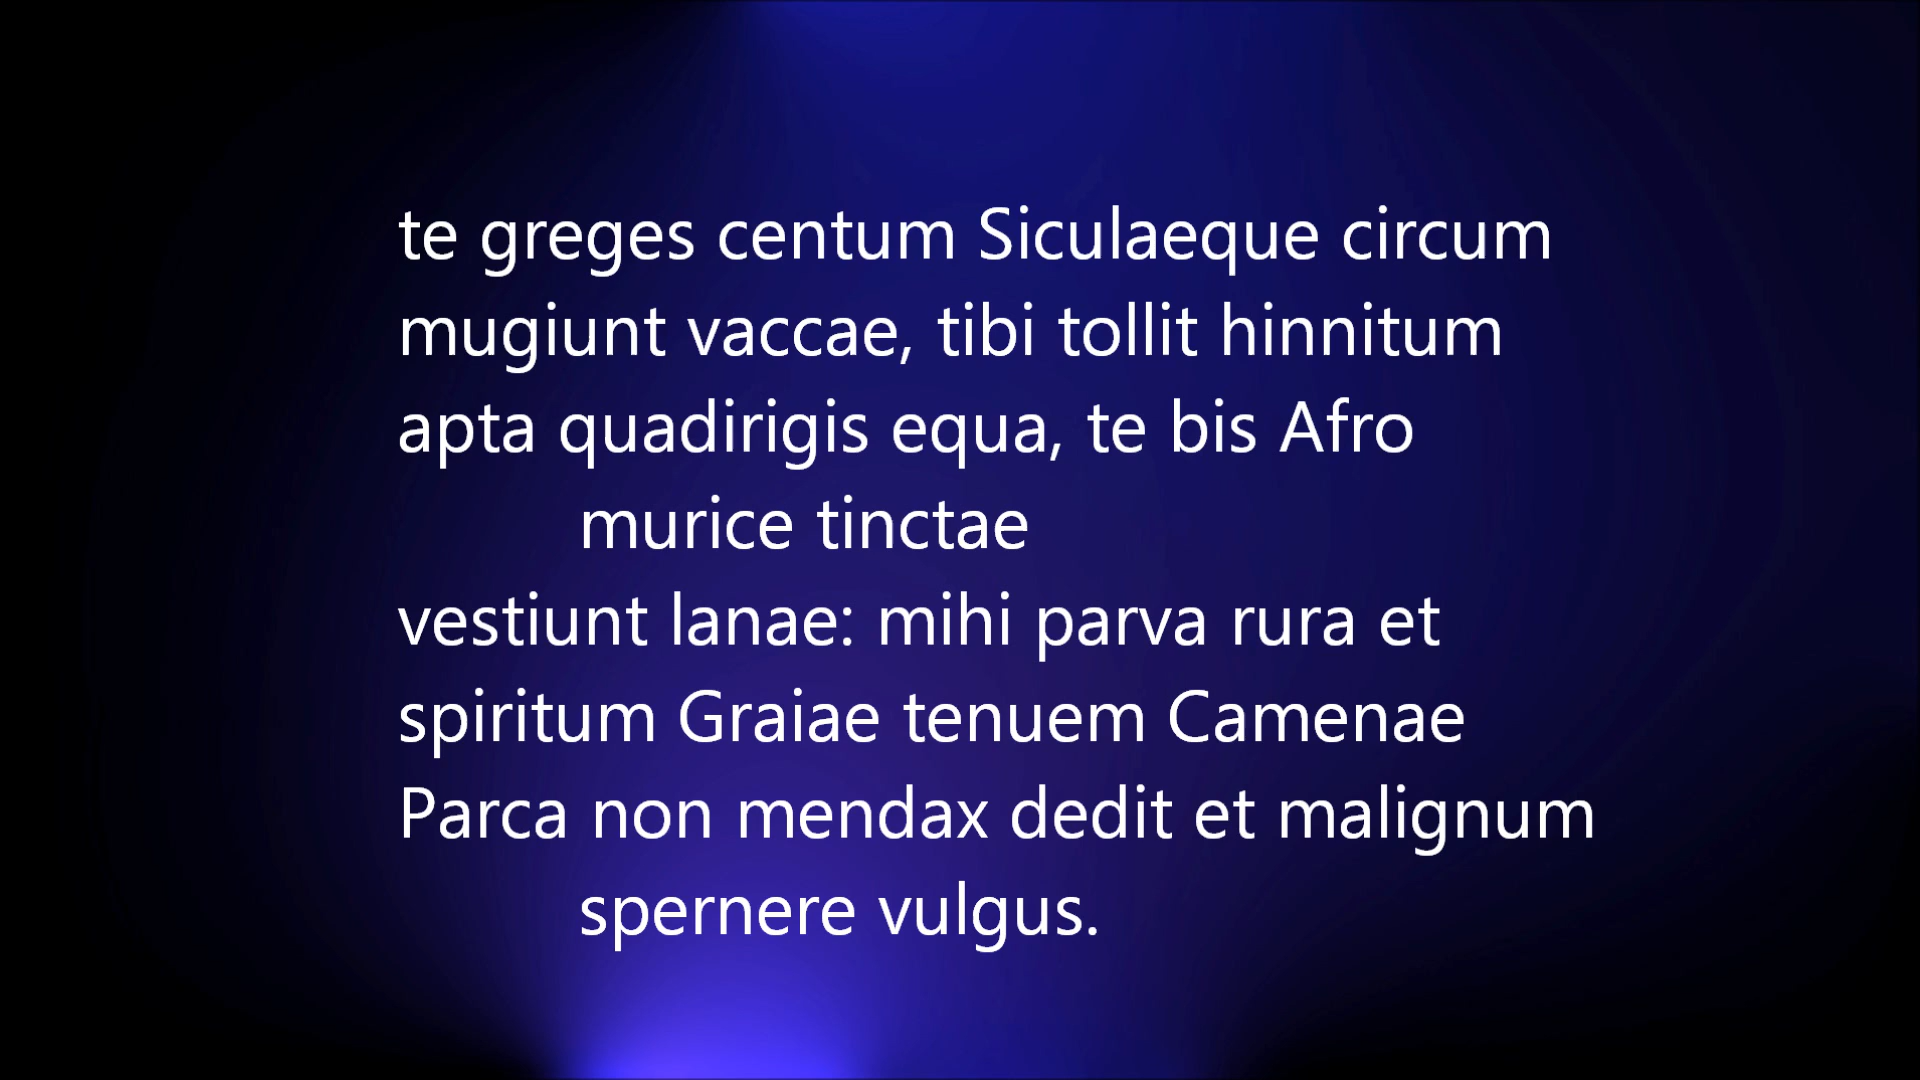 te greges centum Siculaeque circum
mugiunt vaccae, tibi tollit hinnitum
apta quadirigis equa, te bis Afro
murice tinctae
vestiunt lanae: mihi parva rura et
spiritum Graiae tenuem Camenae
Parca non mendax dedit et malignum
spernere vulgus.